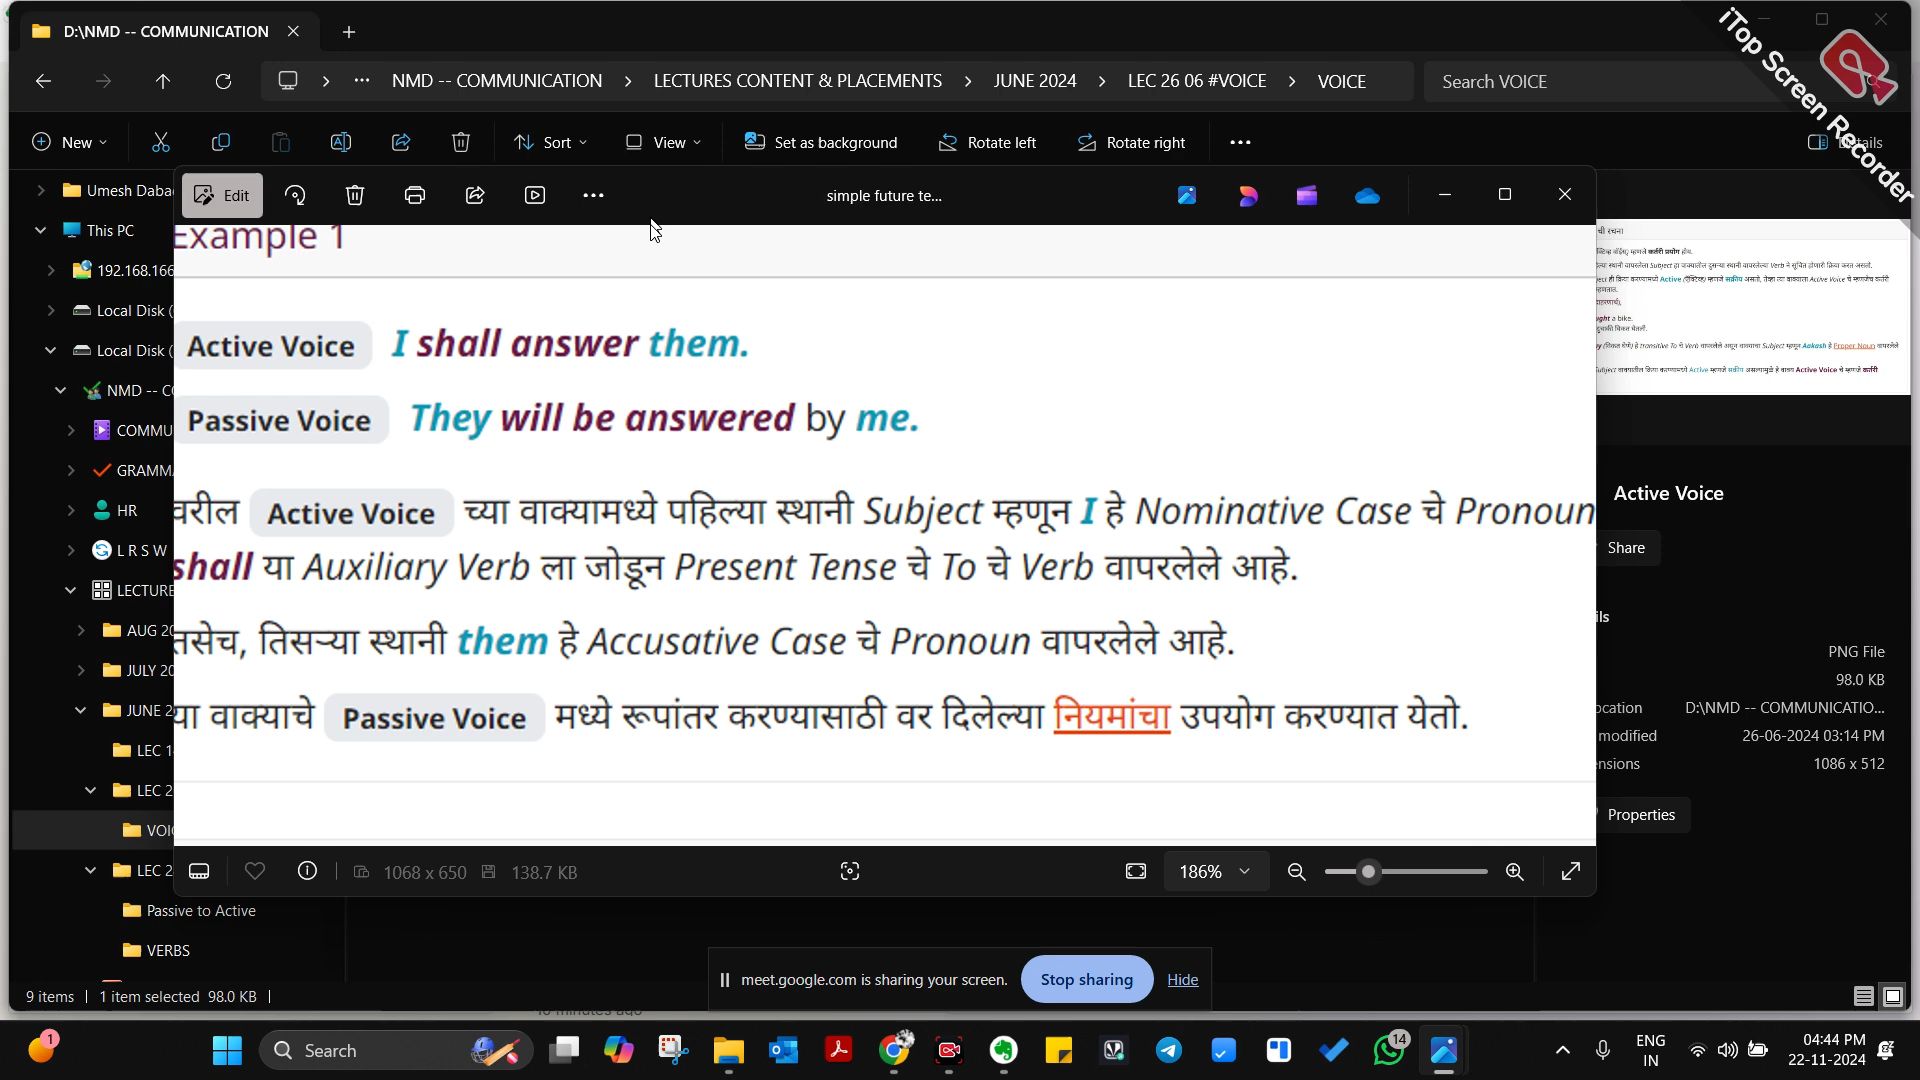 D:\NMD -- COMMUNICATION
iTop Screen Recorder
NMD -- COMMUNICATION > LECTURES CONTENT & PLACEMENTS > JUNE 2024 > LEC 26 06 #VOICE > VOICE
Search VOICE
New
Sort
View
Set as background
Rotate left
Rotate right
Umesh Daba
This PC
192.168.166
Local Disk (
Local Disk (
NMD -- C
COMMU
GRAMM
HR
L R S W
LECTURE
AUG 20
JULY 20
JUNE 2
LEC 1
LEC 2
VOI
LEC 2
Passive to Active
VERBS
Edit
simple future te...
Example 1
Active Voice I shall answer them.
Passive Voice They will be answered by me.
वरील Active Voice च्या वाक्यामध्ये पहिल्या स्थानी Subject म्हणून I हे Nominative Case चे Pronoun
shall या Auxiliary Verb ला जोडून Present Tense चे To चे Verb वापरलेले आहे.
तसेच, तिसऱ्या स्थानी them हे Accusative Case चे Pronoun वापरलेले आहे.
या वाक्याचे Passive Voice मध्ये रूपांतर करण्यासाठी वर दिलेल्या नियमांचा उपयोग करण्यात येतो.
1068 x 650 138.7 KB
186%
Active Voice
Share
ils
PNG File
98.0 KB
ocation D:\NMD -- COMMUNICATIO...
modified 26-06-2024 03:14 PM
ensions 1086 x 512
Properties
meet.google.com is sharing your screen. Stop sharing Hide
9 items 1 item selected 98.0 KB
1
Search
14
ENG
IN
04:44 PM
22-11-2024